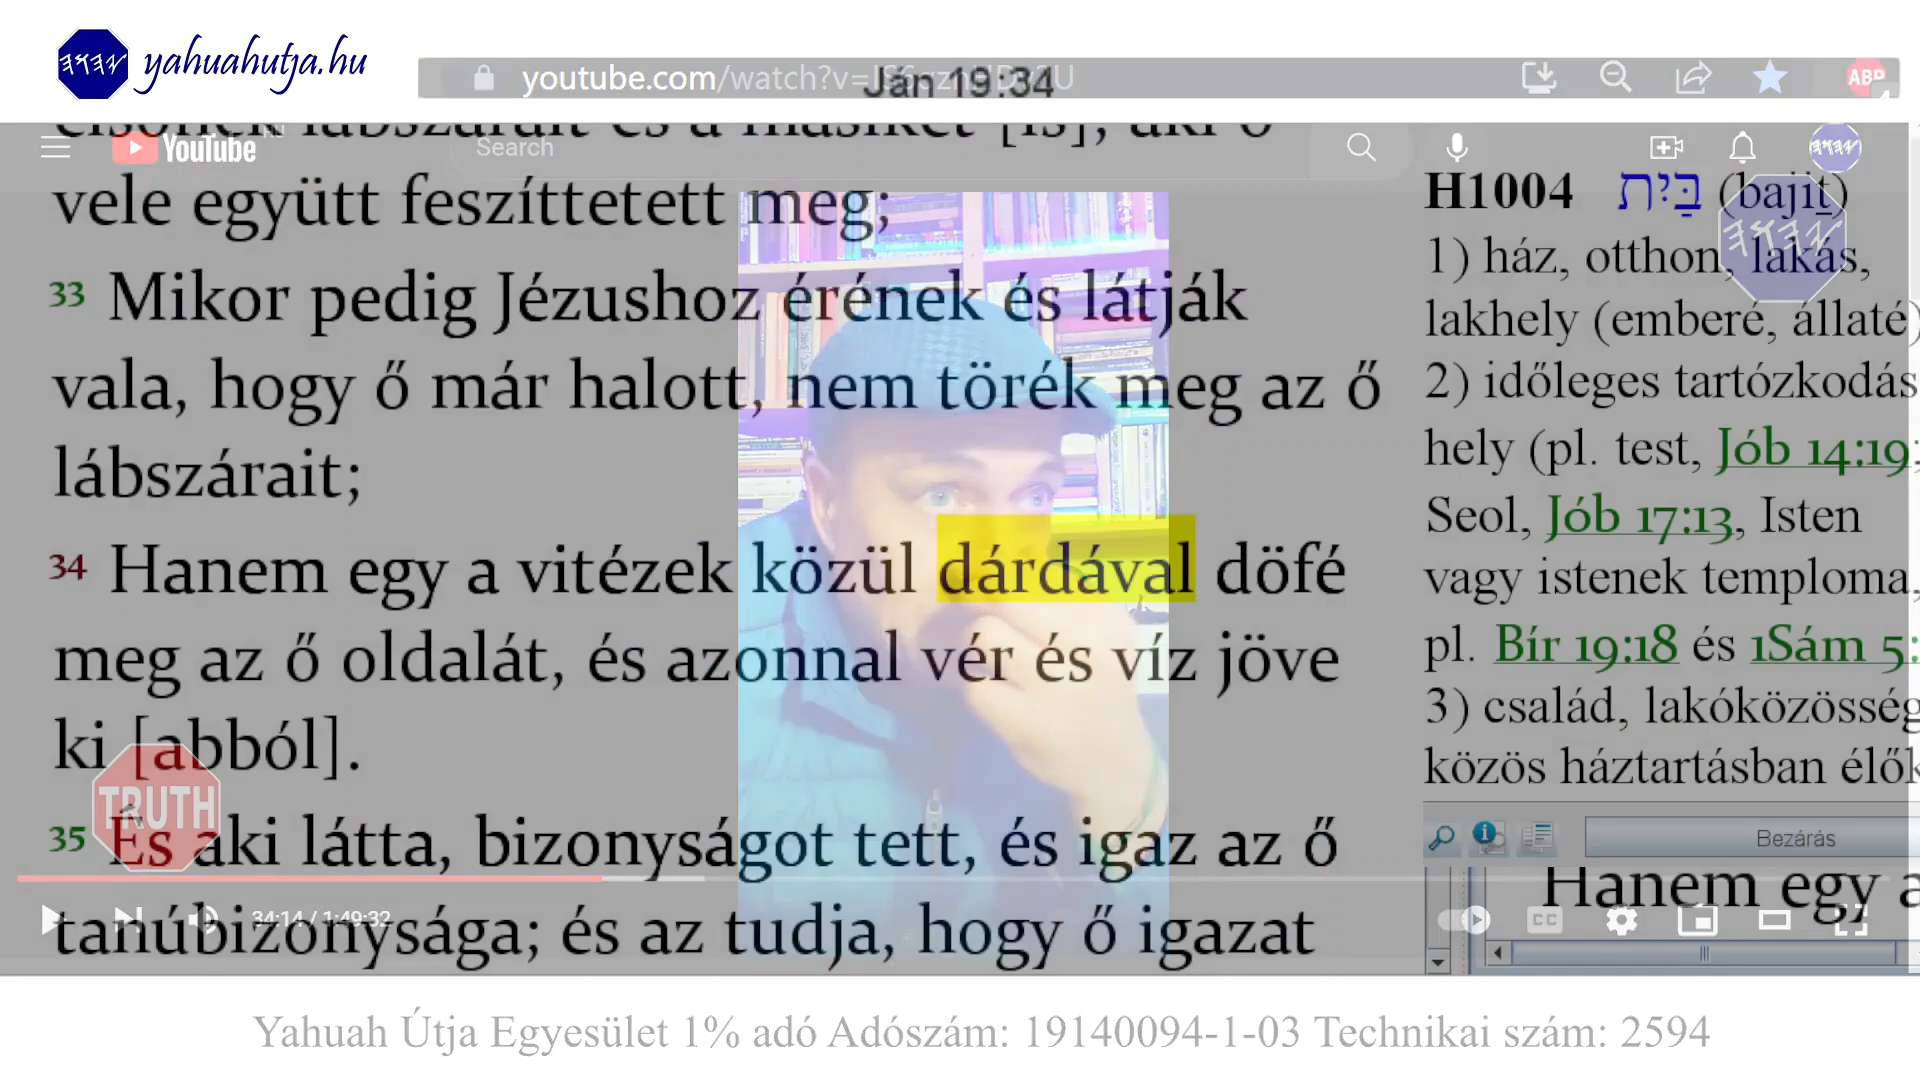 yahuahutja.hu
youtube.com/watch?v=
Ján 19:34
ABP
YouTube
Search
vele együtt feszíttetett meg;
33 Mikor pedig Jézushoz érének és látják
vala, hogy ő már halott, nem törék meg az ő
lábszárait;
34 Hanem egy a vitézek közül dárdával döfé
meg az ő oldalát, és azonnal vér és víz jöve
ki [abból].
TRUTH
35 És aki látta, bizonyságot tett, és igaz az ő
34:14 / 1:49:32
tanúbizonysága; és az tudja, hogy ő igazat
H1004 בַּיִת (bajiṯ)
1) ház, otthon, lakás,
lakhely (emberé, állaté)
2) időleges tartózkodás
hely (pl. test, Jób 14:19;
Seol, Jób 17:13, Isten
vagy istenek temploma,
pl. Bír 19:18 és 1Sám 5:
3) család, lakóközösség
közös háztartásban élők
Bezárás
Hanem egy a
CC
Yahuah Útja Egyesület 1% adó Adószám: 19140094-1-03 Technikai szám: 2594